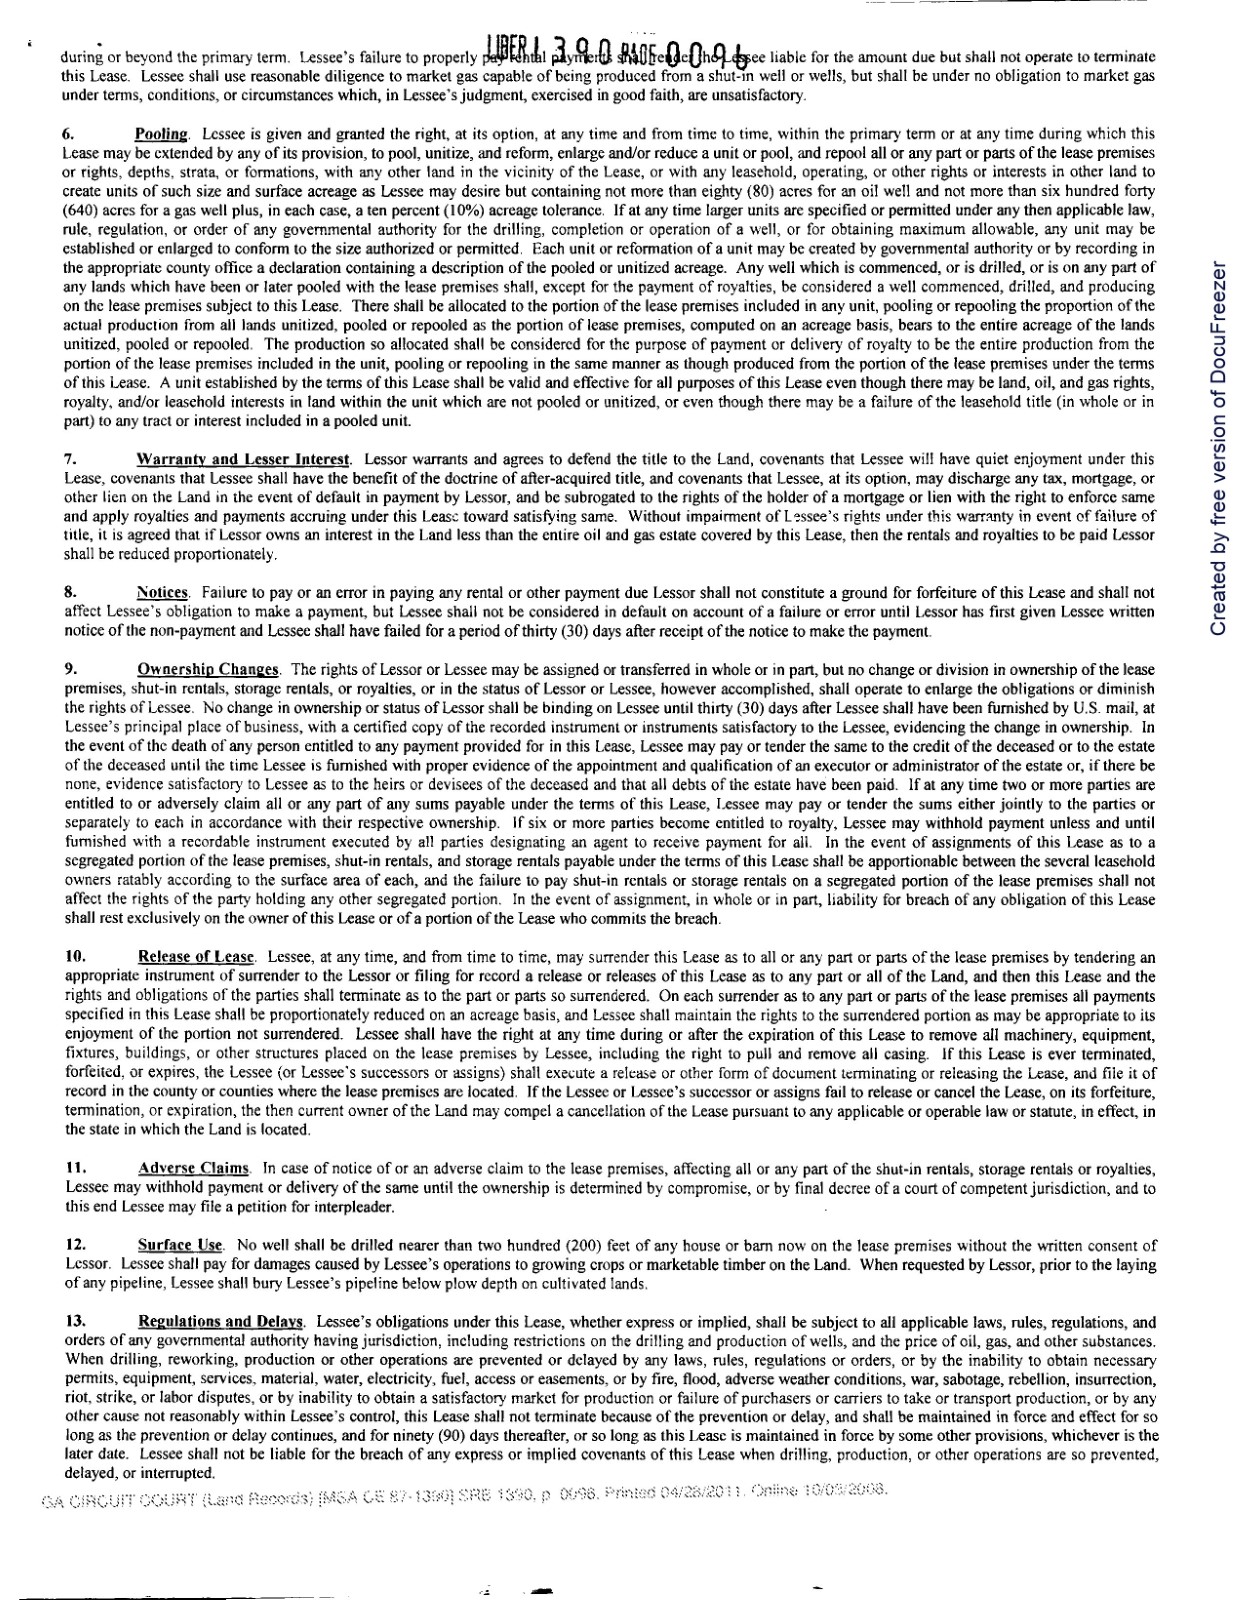 LIBER 1390 PAGE 0096
during or beyond the primary term. Lessee's failure to properly pay rental payments shall render the Lessee liable for the amount due but shall not operate to terminate
this Lease. Lessee shall use reasonable diligence to market gas capable of being produced from a shut-in well or wells, but shall be under no obligation to market gas
under terms, conditions, or circumstances which, in Lessee's judgment, exercised in good faith, are unsatisfactory.
6. Pooling. Lessee is given and granted the right, at its option, at any time and from time to time, within the primary term or at any time during which this
Lease may be extended by any of its provision, to pool, unitize, and reform, enlarge and/or reduce a unit or pool, and repool all or any part or parts of the lease premises
or rights, depths, strata, or formations, with any other land in the vicinity of the Lease, or with any leasehold, operating, or other rights or interests in other land to
create units of such size and surface acreage as Lessee may desire but containing not more than eighty (80) acres for an oil well and not more than six hundred forty
(640) acres for a gas well plus, in each case, a ten percent (10%) acreage tolerance. If at any time larger units are specified or permitted under any then applicable law,
rule, regulation, or order of any governmental authority for the drilling, completion or operation of a well, or for obtaining maximum allowable, any unit may be
established or enlarged to conform to the size authorized or permitted. Each unit or reformation of a unit may be created by governmental authority or by recording in
the appropriate county office a declaration containing a description of the pooled or unitized acreage. Any well which is commenced, or is drilled, or is on any part of
any lands which have been or later pooled with the lease premises shall, except for the payment of royalties, be considered a well commenced, drilled, and producing
on the lease premises subject to this Lease. There shall be allocated to the portion of the lease premises included in any unit, pooling or repooling the proportion of the
actual production from all lands unitized, pooled or repooled as the portion of lease premises, computed on an acreage basis, bears to the entire acreage of the lands
unitized, pooled or repooled. The production so allocated shall be considered for the purpose of payment or delivery of royalty to be the entire production from the
portion of the lease premises included in the unit, pooling or repooling in the same manner as though produced from the portion of the lease premises under the terms
of this Lease. A unit established by the terms of this Lease shall be valid and effective for all purposes of this Lease even though there may be land, oil, and gas rights,
royalty, and/or leasehold interests in land within the unit which are not pooled or unitized, or even though there may be a failure of the leasehold title (in whole or in
part) to any tract or interest included in a pooled unit.
7. Warranty and Lesser Interest. Lessor warrants and agrees to defend the title to the Land, covenants that Lessee will have quiet enjoyment under this
Lease, covenants that Lessee shall have the benefit of the doctrine of after-acquired title, and covenants that Lessee, at its option, may discharge any tax, mortgage, or
other lien on the Land in the event of default in payment by Lessor, and be subrogated to the rights of the holder of a mortgage or lien with the right to enforce same
and apply royalties and payments accruing under this Lease toward satisfying same. Without impairment of Lessee's rights under this warranty in event of failure of
title, it is agreed that if Lessor owns an interest in the Land less than the entire oil and gas estate covered by this Lease, then the rentals and royalties to be paid Lessor
shall be reduced proportionately.
8. Notices. Failure to pay or an error in paying any rental or other payment due Lessor shall not constitute a ground for forfeiture of this Lease and shall not
affect Lessee's obligation to make a payment, but Lessee shall not be considered in default on account of a failure or error until Lessor has first given Lessee written
notice of the non-payment and Lessee shall have failed for a period of thirty (30) days after receipt of the notice to make the payment.
9. Ownership Changes. The rights of Lessor or Lessee may be assigned or transferred in whole or in part, but no change or division in ownership of the lease
premises, shut-in rentals, storage rentals, or royalties, or in the status of Lessor or Lessee, however accomplished, shall operate to enlarge the obligations or diminish
the rights of Lessee. No change in ownership or status of Lessor shall be binding on Lessee until thirty (30) days after Lessee shall have been furnished by U.S. mail, at
Lessee's principal place of business, with a certified copy of the recorded instrument or instruments satisfactory to the Lessee, evidencing the change in ownership. In
the event of the death of any person entitled to any payment provided for in this Lease, Lessee may pay or tender the same to the credit of the deceased or to the estate
of the deceased until the time Lessee is furnished with proper evidence of the appointment and qualification of an executor or administrator of the estate or, if there be
none, evidence satisfactory to Lessee as to the heirs or devisees of the deceased and that all debts of the estate have been paid. If at any time two or more parties are
entitled to or adversely claim all or any part of any sums payable under the terms of this Lease, Lessee may pay or tender the sums either jointly to the parties or
separately to each in accordance with their respective ownership. If six or more parties become entitled to royalty, Lessee may withhold payment unless and until
furnished with a recordable instrument executed by all parties designating an agent to receive payment for all. In the event of assignments of this Lease as to a
segregated portion of the lease premises, shut-in rentals, and storage rentals payable under the terms of this Lease shall be apportionable between the several leasehold
owners ratably according to the surface area of each, and the failure to pay shut-in rentals or storage rentals on a segregated portion of the lease premises shall not
affect the rights of the party holding any other segregated portion. In the event of assignment, in whole or in part, liability for breach of any obligation of this Lease
shall rest exclusively on the owner of this Lease or of a portion of the Lease who commits the breach.
10. Release of Lease. Lessee, at any time, and from time to time, may surrender this Lease as to all or any part or parts of the lease premises by tendering an
appropriate instrument of surrender to the Lessor or filing for record a release or releases of this Lease as to any part or all of the Land, and then this Lease and the
rights and obligations of the parties shall terminate as to the part or parts so surrendered. On each surrender as to any part or parts of the lease premises all payments
specified in this Lease shall be proportionately reduced on an acreage basis, and Lessee shall maintain the rights to the surrendered portion as may be appropriate to its
enjoyment of the portion not surrendered. Lessee shall have the right at any time during or after the expiration of this Lease to remove all machinery, equipment,
fixtures, buildings, or other structures placed on the lease premises by Lessee, including the right to pull and remove all casing. If this Lease is ever terminated,
forfeited, or expires, the Lessee (or Lessee's successors or assigns) shall execute a release or other form of document terminating or releasing the Lease, and file it of
record in the county or counties where the lease premises are located. If the Lessee or Lessee's successor or assigns fail to release or cancel the Lease, on its forfeiture,
termination, or expiration, the then current owner of the Land may compel a cancellation of the Lease pursuant to any applicable or operable law or statute, in effect, in
the state in which the Land is located.
11. Adverse Claims. In case of notice of or an adverse claim to the lease premises, affecting all or any part of the shut-in rentals, storage rentals or royalties,
Lessee may withhold payment or delivery of the same until the ownership is determined by compromise, or by final decree of a court of competent jurisdiction, and to
this end Lessee may file a petition for interpleader.
12. Surface Use. No well shall be drilled nearer than two hundred (200) feet of any house or barn now on the lease premises without the written consent of
Lessor. Lessee shall pay for damages caused by Lessee's operations to growing crops or marketable timber on the Land. When requested by Lessor, prior to the laying
of any pipeline, Lessee shall bury Lessee's pipeline below plow depth on cultivated lands.
13. Regulations and Delays. Lessee's obligations under this Lease, whether express or implied, shall be subject to all applicable laws, rules, regulations, and
orders of any governmental authority having jurisdiction, including restrictions on the drilling and production of wells, and the price of oil, gas, and other substances.
When drilling, reworking, production or other operations are prevented or delayed by any laws, rules, regulations or orders, or by the inability to obtain necessary
permits, equipment, services, material, water, electricity, fuel, access or easements, or by fire, flood, adverse weather conditions, war, sabotage, rebellion, insurrection,
riot, strike, or labor disputes, or by inability to obtain a satisfactory market for production or failure of purchasers or carriers to take or transport production, or by any
other cause not reasonably within Lessee's control, this Lease shall not terminate because of the prevention or delay, and shall be maintained in force and effect for so
long as the prevention or delay continues, and for ninety (90) days thereafter, or so long as this Lease is maintained in force by some other provisions, whichever is the
later date. Lessee shall not be liable for the breach of any express or implied covenants of this Lease when drilling, production, or other operations are so prevented,
delayed, or interrupted.
GA CIRCUIT COURT (Land Records) [MSA CE 87-1390] SRB 1390, p. 0096. Printed 04/28/2011. Online 10/03/2008.
Created by free version of DocuFreezer